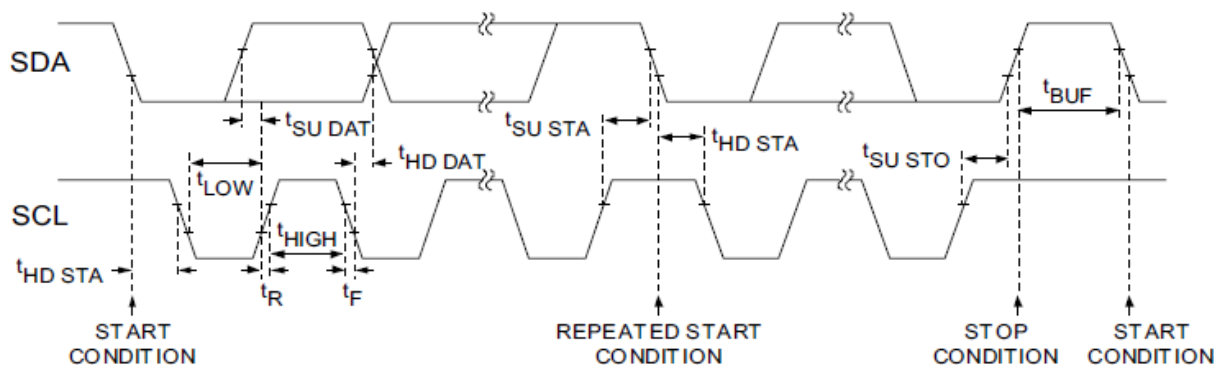 SDA
tSU DAT
tHD DAT
tSU STA
tHD STA
tBUF
tSU STO
tLOW
SCL
tHIGH
tHD STA
tR
tF
START
CONDITION
REPEATED START
CONDITION
STOP
CONDITION
START
CONDITION